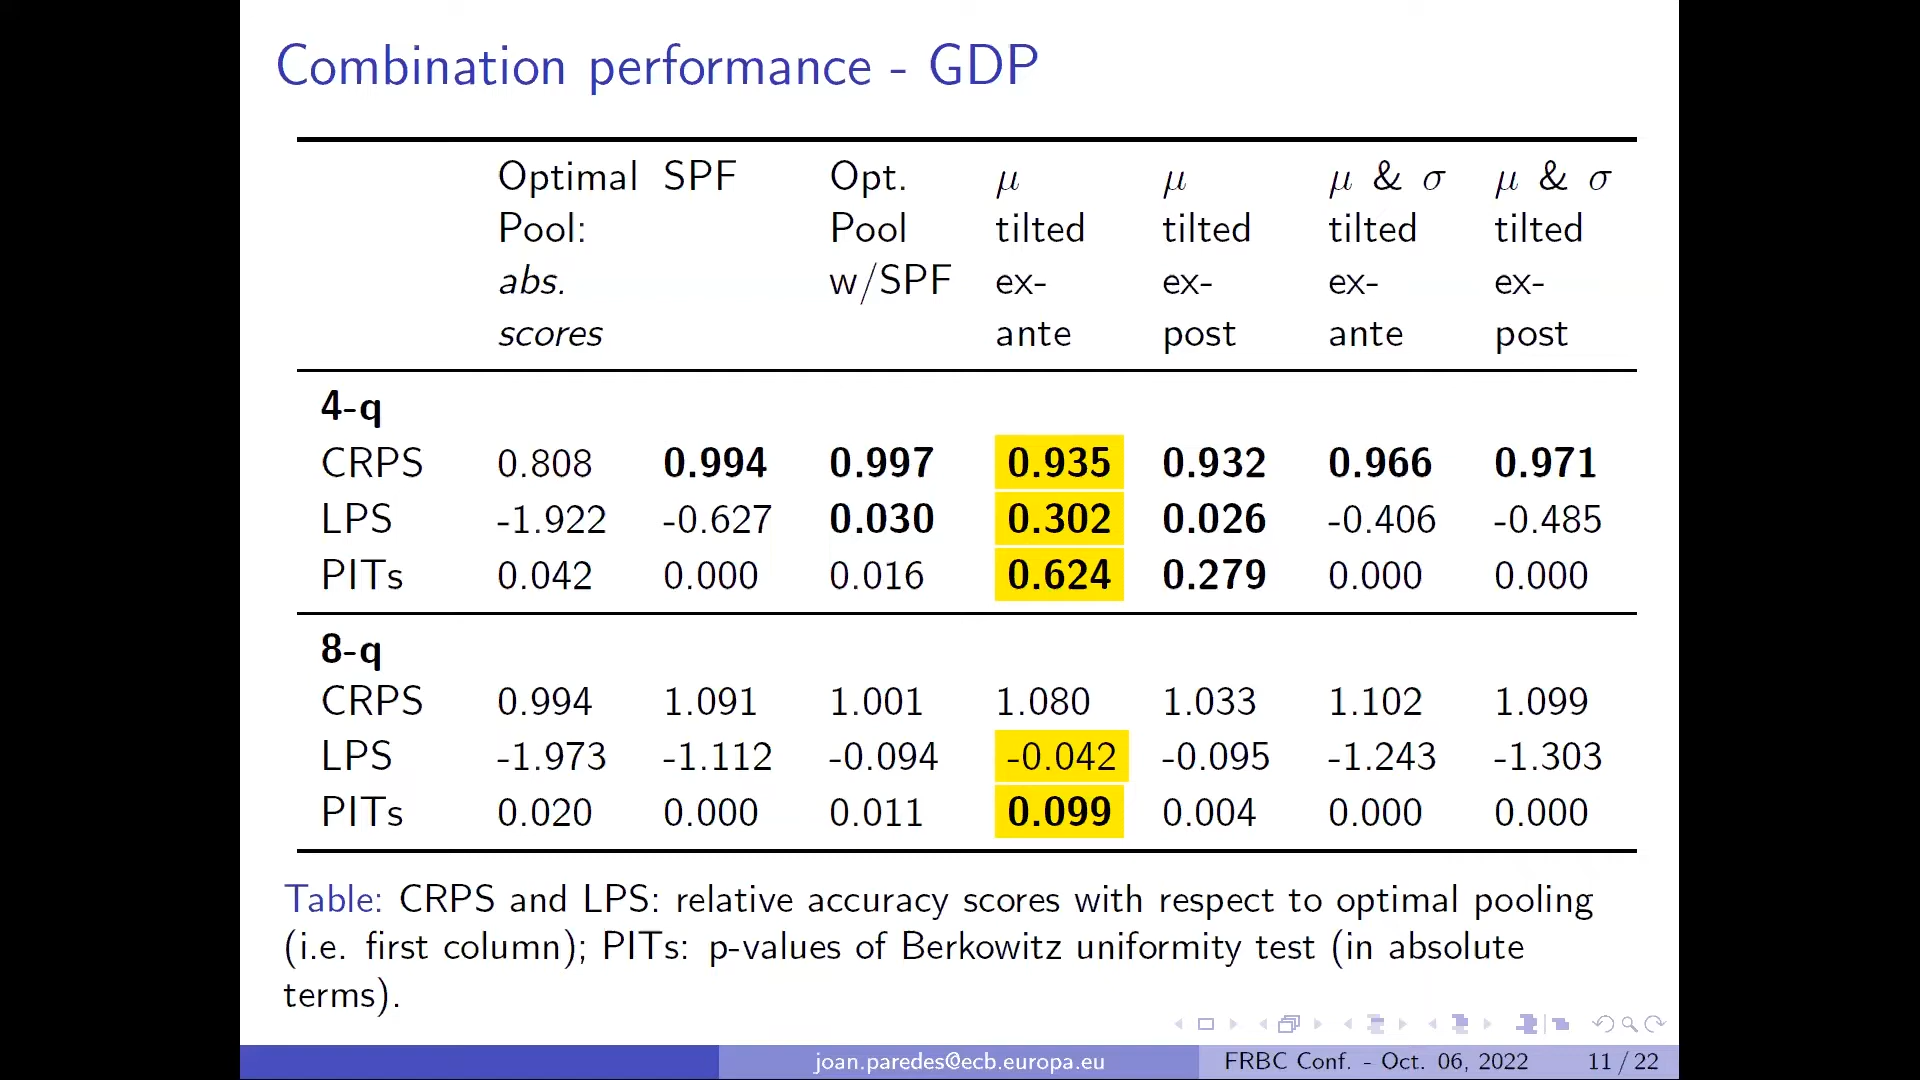 Combination performance - GDP
Optimal SPF Opt. μ μ μ & σ μ & σ
Pool: Pool tilted tilted tilted tilted
abs. w/SPF ex- ex- ex- ex-
scores ante post ante post
4-q
CRPS 0.808 0.994 0.997 0.935 0.932 0.966 0.971
LPS -1.922 -0.627 0.030 0.302 0.026 -0.406 -0.485
PITs 0.042 0.000 0.016 0.624 0.279 0.000 0.000
8-q
CRPS 0.994 1.091 1.001 1.080 1.033 1.102 1.099
LPS -1.973 -1.112 -0.094 -0.042 -0.095 -1.243 -1.303
PITs 0.020 0.000 0.011 0.099 0.004 0.000 0.000
Table: CRPS and LPS: relative accuracy scores with respect to optimal pooling
(i.e. first column); PITs: p-values of Berkowitz uniformity test (in absolute
terms).
joan.paredes@ecb.europa.eu FRBC Conf. - Oct. 06, 2022 11 / 22